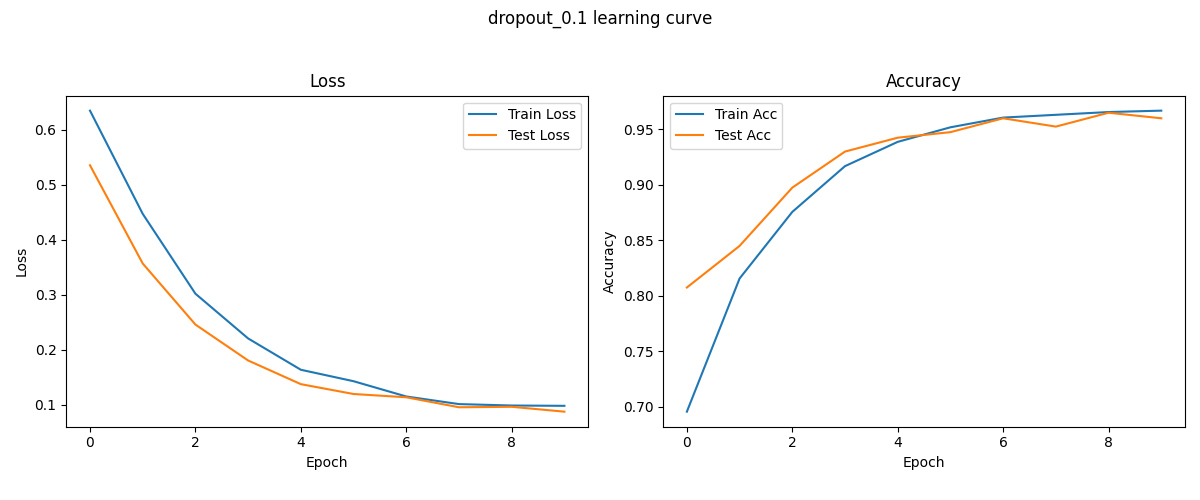 dropout_0.1 learning curve
Loss
Train Loss
Test Loss
0.6
0.5
0.4
0.3
0.2
0.1
Loss
0 2 4 6 8
Epoch
Accuracy
Train Acc
Test Acc
0.95
0.90
0.85
0.80
0.75
0.70
Accuracy
0 2 4 6 8
Epoch